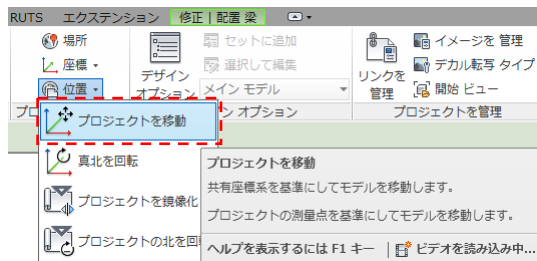 RUTS エクステンション 修正 | 配置 梁
場所
座標
位置
プロ
デザイン
オプション
セットに追加
選択して編集
メイン モデル
ン オプション
リンクを
管理
イメージを 管理
デカル転写 タイプ
開始 ビュー
プロジェクトを管理
プロジェクトを移動
真北を回転
プロジェクトを鏡像化
プロジェクトの北を回
プロジェクトを移動
共有座標系を基準にしてモデルを移動します。
プロジェクトの測量点を基準にしてモデルを移動します。
ヘルプを表示するには F1 キー | ビデオを読み込み中...